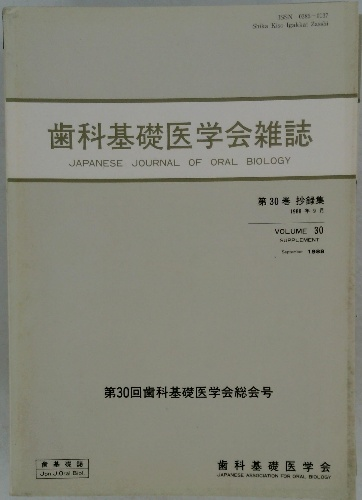 ISSN 0385-0137
Shika Kiso Igakkai Zasshi
歯科基礎医学会雑誌
JAPANESE JOURNAL OF ORAL BIOLOGY
第30巻 抄録集
1988年9月
VOLUME 30
SUPPLEMENT
September 1988
第30回歯科基礎医学会総会号
歯基礎誌
Jpn.J.Oral Biol.
歯科基礎医学会
JAPANESE ASSOCIATION FOR ORAL BIOLOGY